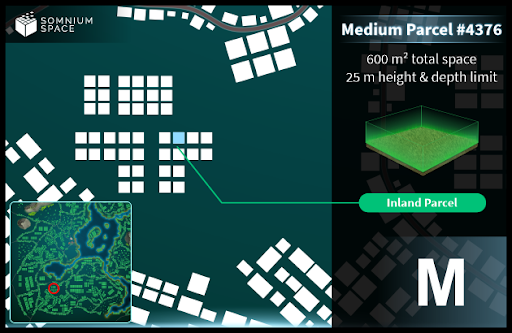 SOMNIUM
SPACE
Medium Parcel #4376
600 m² total space
25 m height & depth limit
Inland Parcel
M